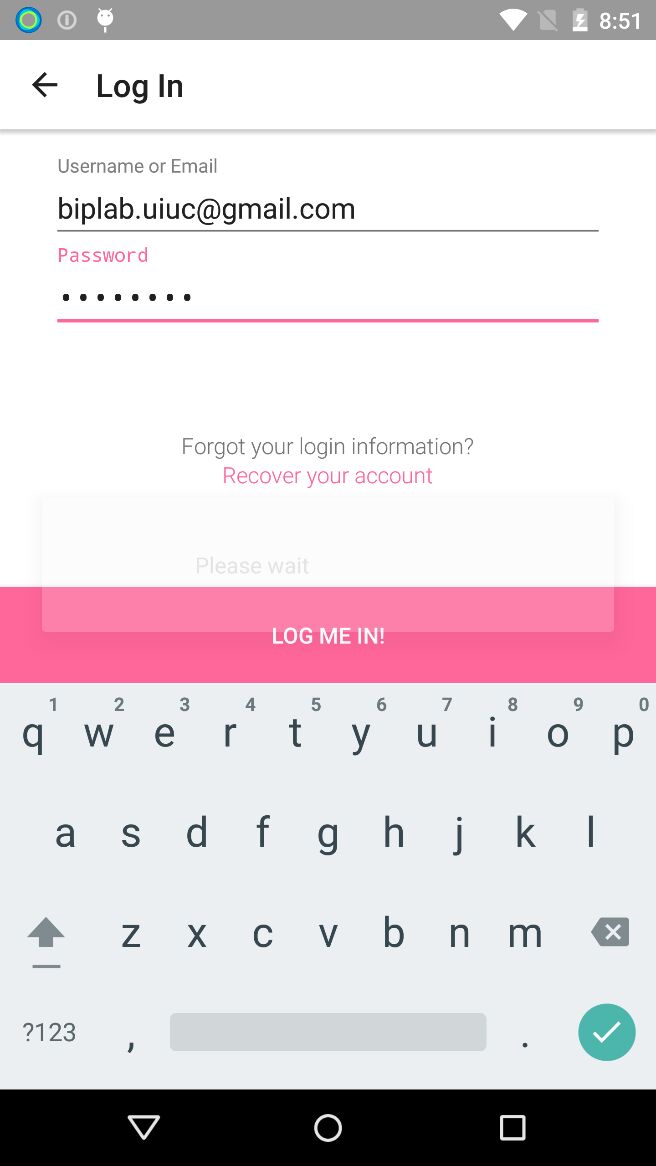 8:51
Log In
Username or Email
biplab.uiuc@gmail.com
Password
••••••••
Forgot your login information?
Recover your account
Please wait
LOG ME IN!
1 2 3 4 5 6 7 8 9 0
q w e r t y u i o p
a s d f g h j k l
z x c v b n m
?123 , .